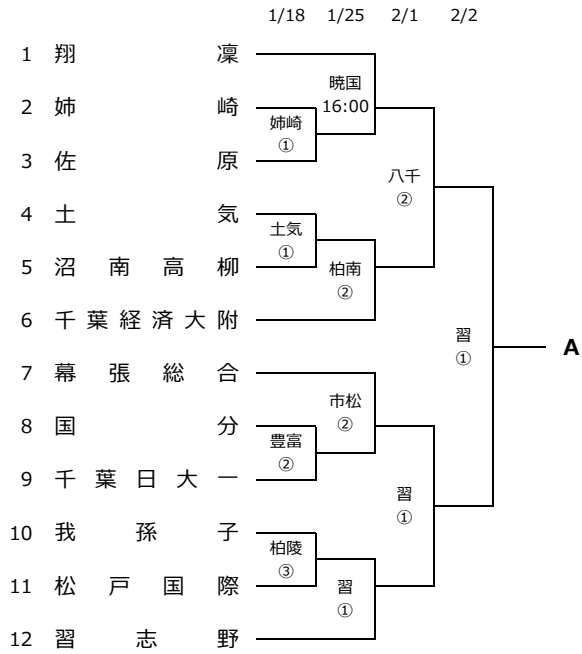 1/18 1/25 2/1 2/2
1 翔凜
暁国
16:00
2 姉崎
姉崎
①
3 佐原
八千
②
4 土気
土気
①
5 沼南高柳
柏南
②
6 千葉経済大附
習
①
A
7 幕張総合
市松
②
8 国分
豊富
②
9 千葉日大一
習
①
10 我孫子
柏陵
③
11 松戸国際
習
①
12 習志野